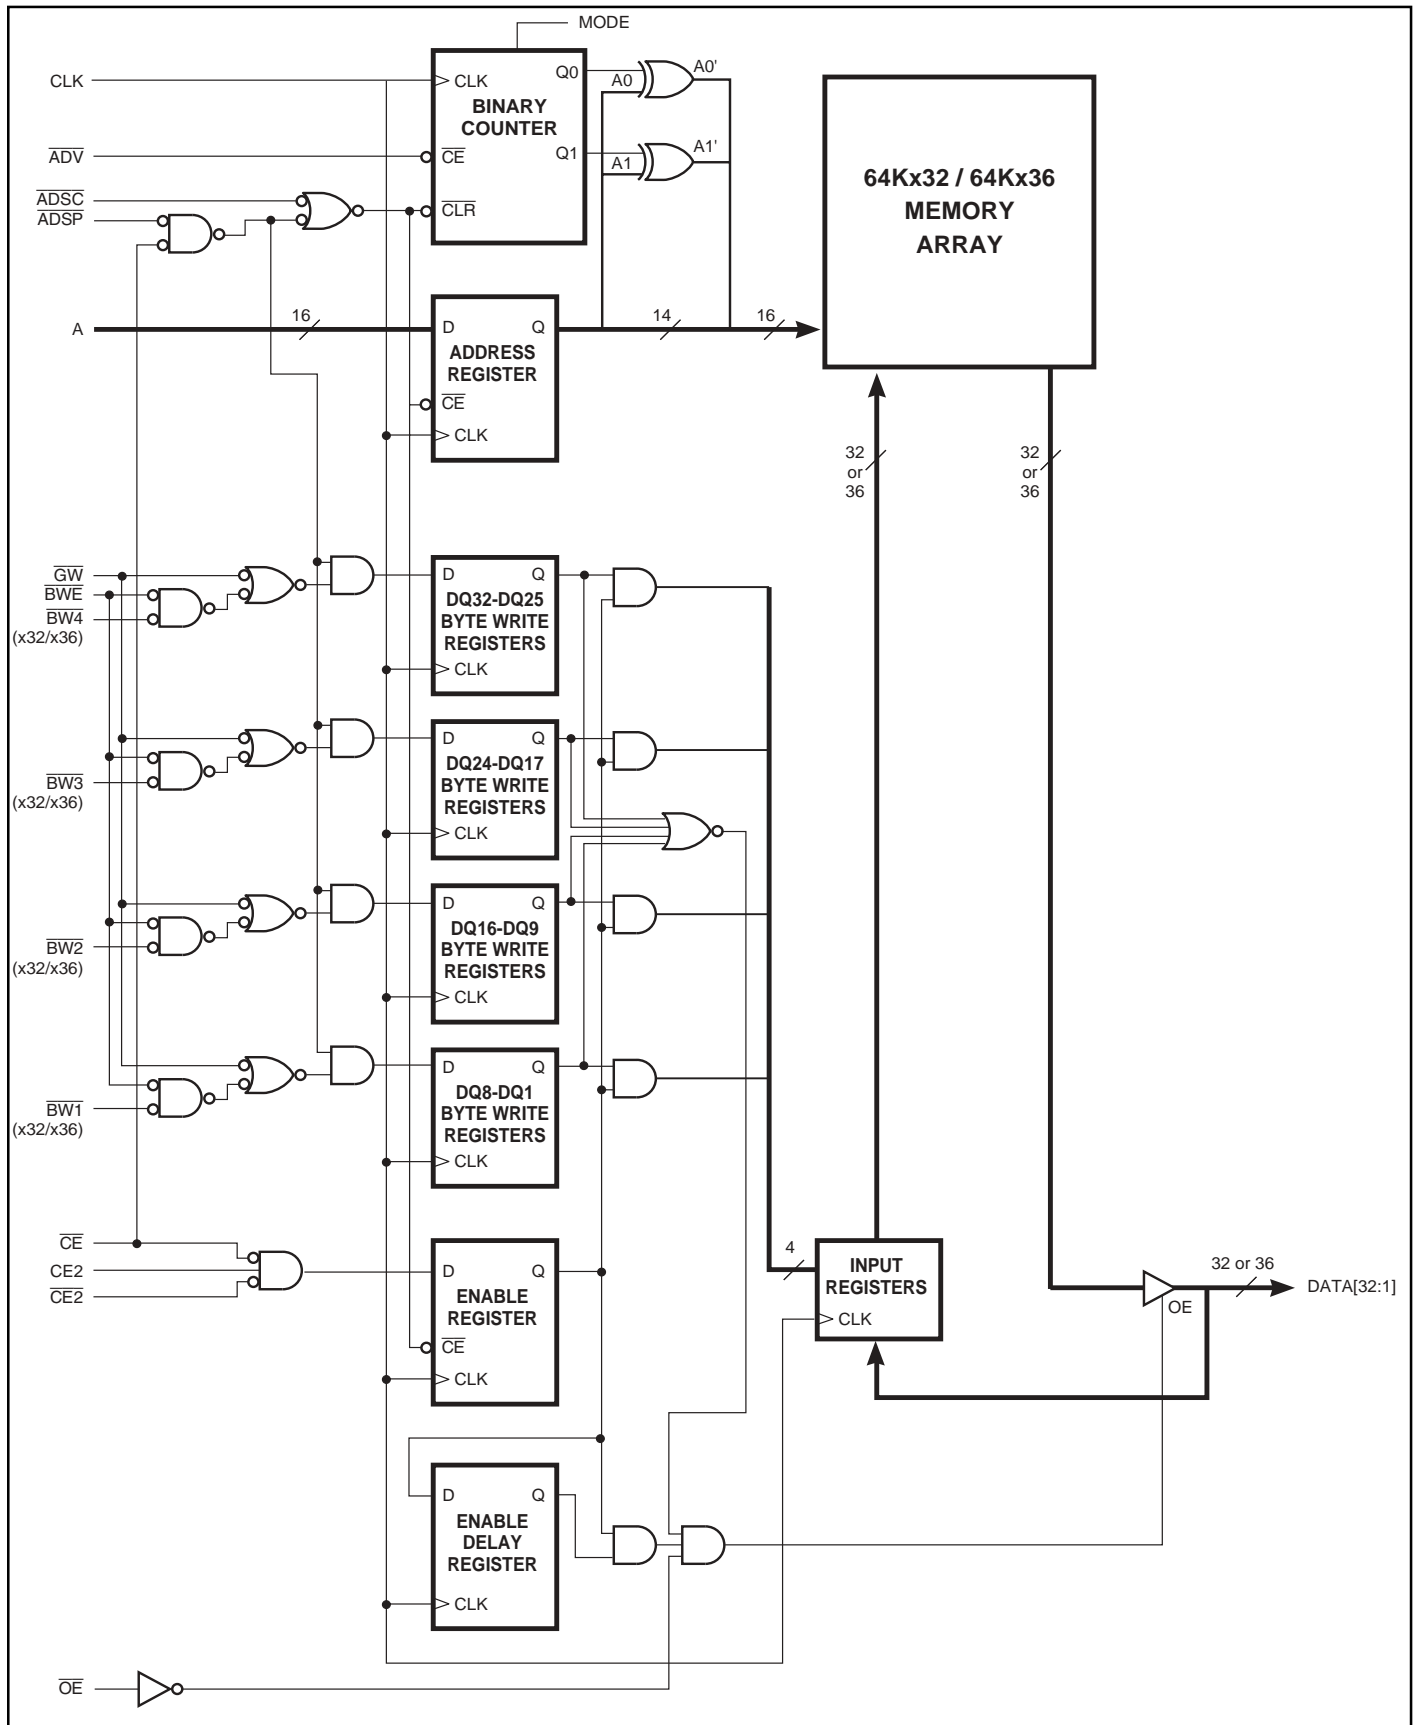 MODE
CLK
CLK
Q0
A0
A0'
BINARY
COUNTER
ADV
CE
Q1
A1
A1'
64Kx32 / 64Kx36
MEMORY
ARRAY
ADSC
ADSP
CLR
A
16
D
Q
14
16
ADDRESS
REGISTER
CE
CLK
32
or
36
32
or
36
GW
BWE
BW4
(x32/x36)
D
Q
DQ32-DQ25
BYTE WRITE
REGISTERS
CLK
BW3
(x32/x36)
D
Q
DQ24-DQ17
BYTE WRITE
REGISTERS
CLK
BW2
(x32/x36)
D
Q
DQ16-DQ9
BYTE WRITE
REGISTERS
CLK
BW1
(x32/x36)
D
Q
DQ8-DQ1
BYTE WRITE
REGISTERS
CLK
CE
CE2
CE2
D
Q
ENABLE
REGISTER
CE
CLK
4
INPUT
REGISTERS
CLK
32 or 36
DATA[32:1]
OE
D
Q
ENABLE
DELAY
REGISTER
CLK
OE